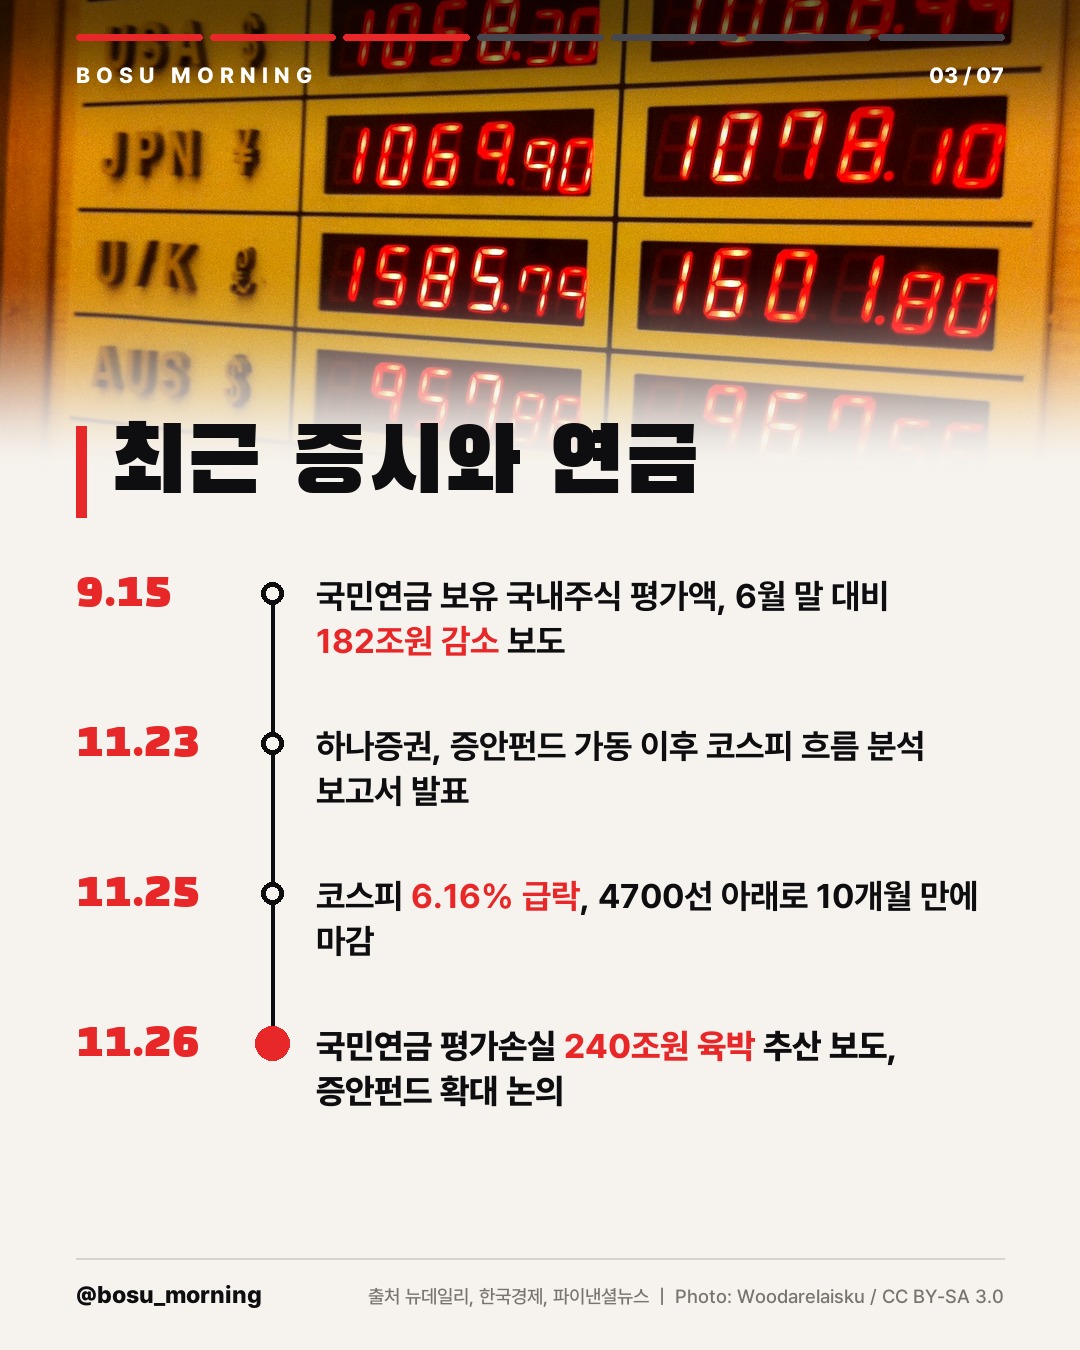 USA $ 1058.30
BOSU MORNING 03 / 07
JPN ¥ 1069.90 1078.10
U/K £ 1585.79 1601.80
AUS $
최근 증시와 연금
9.15 국민연금 보유 국내주식 평가액, 6월 말 대비
182조원 감소 보도
11.23 하나증권, 증안펀드 가동 이후 코스피 흐름 분석
보고서 발표
11.25 코스피 6.16% 급락, 4700선 아래로 10개월 만에
마감
11.26 국민연금 평가손실 240조원 육박 추산 보도,
증안펀드 확대 논의
@bosu_morning 출처 뉴데일리, 한국경제, 파이낸셜뉴스 | Photo: Woodarelaisku / CC BY-SA 3.0